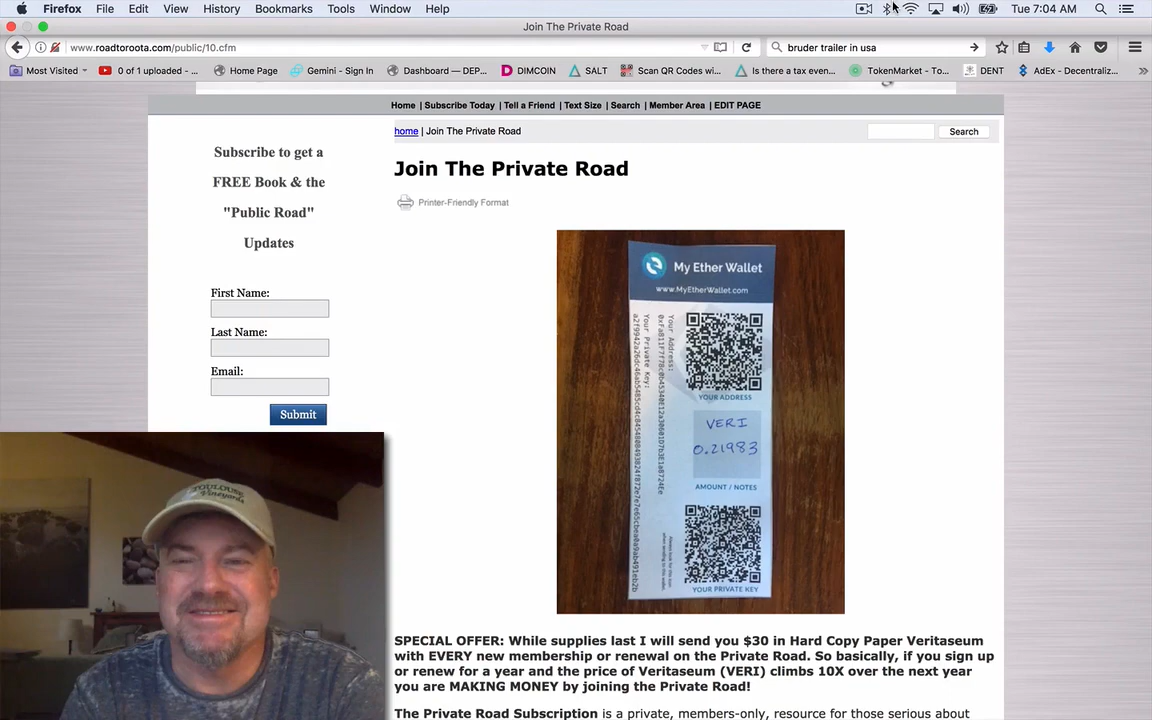 Firefox File Edit View History Bookmarks Tools Window Help Tue 7:04 AM
Join The Private Road
www.roadtoroota.com/public/10.cfm bruder trailer in usa
Most Visited 0 of 1 uploaded - ... Home Page Gemini - Sign In Dashboard — DEP... DIMCOIN SALT Scan QR Codes wi... Is there a tax even... TokenMarket - To... DENT AdEx - Decentraliz...
Home | Subscribe Today | Tell a Friend | Text Size | Search | Member Area | EDIT PAGE
home | Join The Private Road Search
Subscribe to get a
FREE Book & the
"Public Road"
Updates
First Name:
Last Name:
Email:
Submit
Join The Private Road
Printer-Friendly Format
My Ether Wallet
www.MyEtherWallet.com
Your Address:
Your Private Key:
YOUR ADDRESS
VERI
0.21983
AMOUNT / NOTES
YOUR PRIVATE KEY
TOULOUSE
Vineyards
SPECIAL OFFER: While supplies last I will send you $30 in Hard Copy Paper Veritaseum
with EVERY new membership or renewal on the Private Road. So basically, if you sign up
or renew for a year and the price of Veritaseum (VERI) climbs 10X over the next year
you are MAKING MONEY by joining the Private Road!
The Private Road Subscription is a private, members-only, resource for those serious about